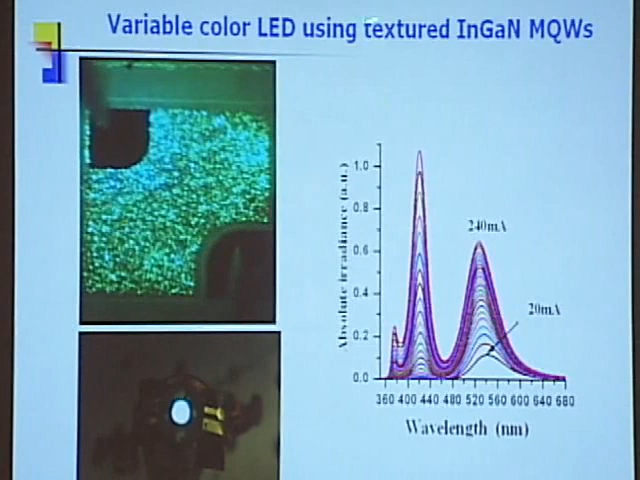 Variable color LED using textured InGaN MQWs
Absolute irradiance (a.u.)
1.0
0.8
0.6
0.4
0.2
0.0
240mA
20mA
360 400 440 480 520 560 600 640 680
Wavelength (nm)